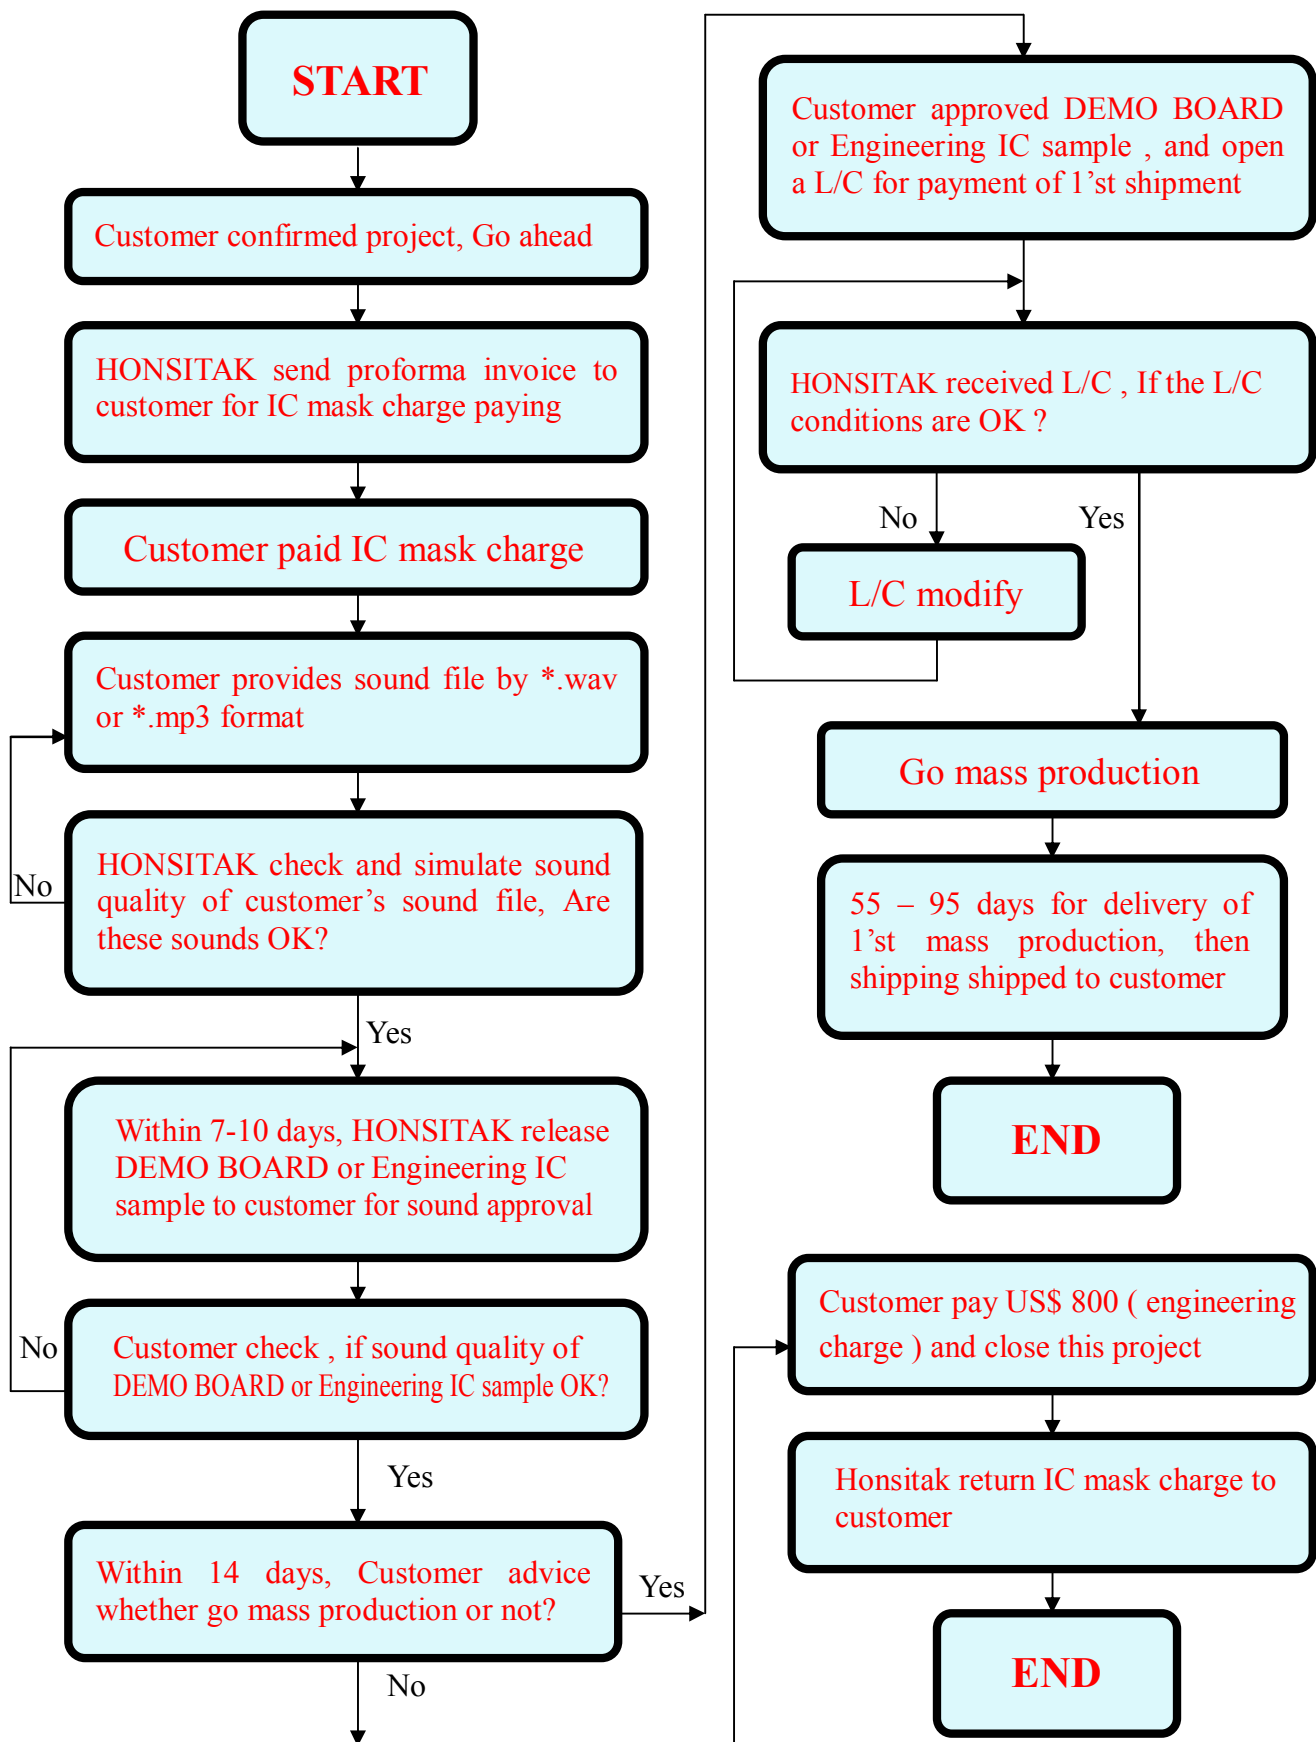 START
Customer confirmed project, Go ahead
HONSITAK send proforma invoice to
customer for IC mask charge paying
Customer paid IC mask charge
Customer provides sound file by *.wav
or *.mp3 format
HONSITAK check and simulate sound
quality of customer’s sound file, Are
these sounds OK?
No
Yes
Within 7-10 days, HONSITAK release
DEMO BOARD or Engineering IC
sample to customer for sound approval
Customer check , if sound quality of
DEMO BOARD or Engineering IC sample OK?
No
Yes
Within 14 days, Customer advice
whether go mass production or not?
Yes
No
Customer approved DEMO BOARD
or Engineering IC sample , and open
a L/C for payment of 1’st shipment
HONSITAK received L/C , If the L/C
conditions are OK ?
No
Yes
L/C modify
Go mass production
55 – 95 days for delivery of
1’st mass production, then
shipping shipped to customer
END
Customer pay US$ 800 ( engineering
charge ) and close this project
Honsitak return IC mask charge to
customer
END